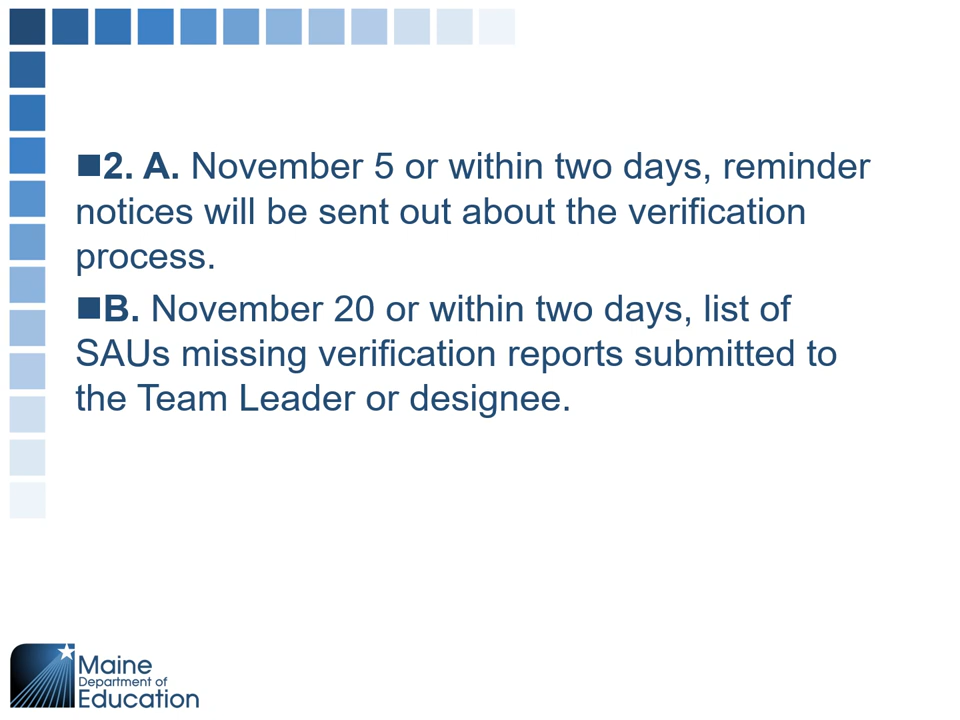 2. A. November 5 or within two days, reminder
notices will be sent out about the verification
process.
B. November 20 or within two days, list of
SAUs missing verification reports submitted to
the Team Leader or designee.
Maine
Department of
Education